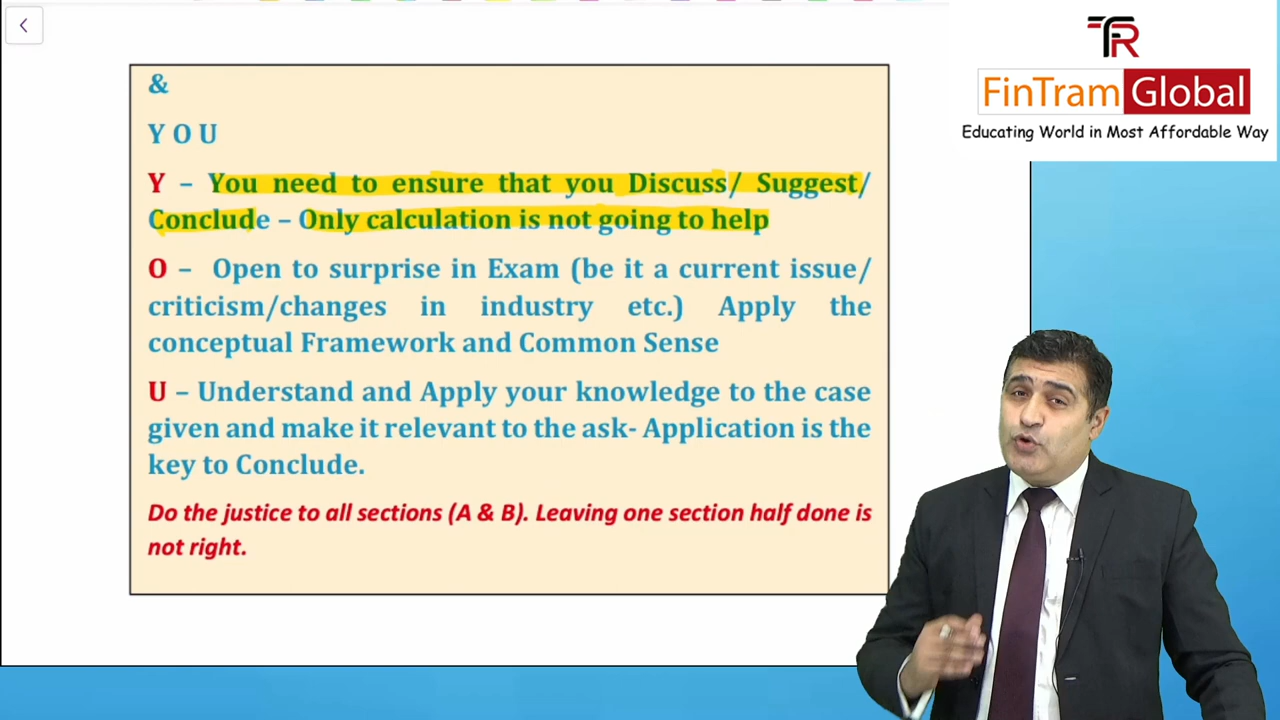 &
Y O U
Y – You need to ensure that you Discuss/ Suggest/
Conclude – Only calculation is not going to help
O – Open to surprise in Exam (be it a current issue/
criticism/changes in industry etc.) Apply the
conceptual Framework and Common Sense
U – Understand and Apply your knowledge to the case
given and make it relevant to the ask- Application is the
key to Conclude.
Do the justice to all sections (A & B). Leaving one section half done is
not right.
TR
FinTram Global
Educating World in Most Affordable Way